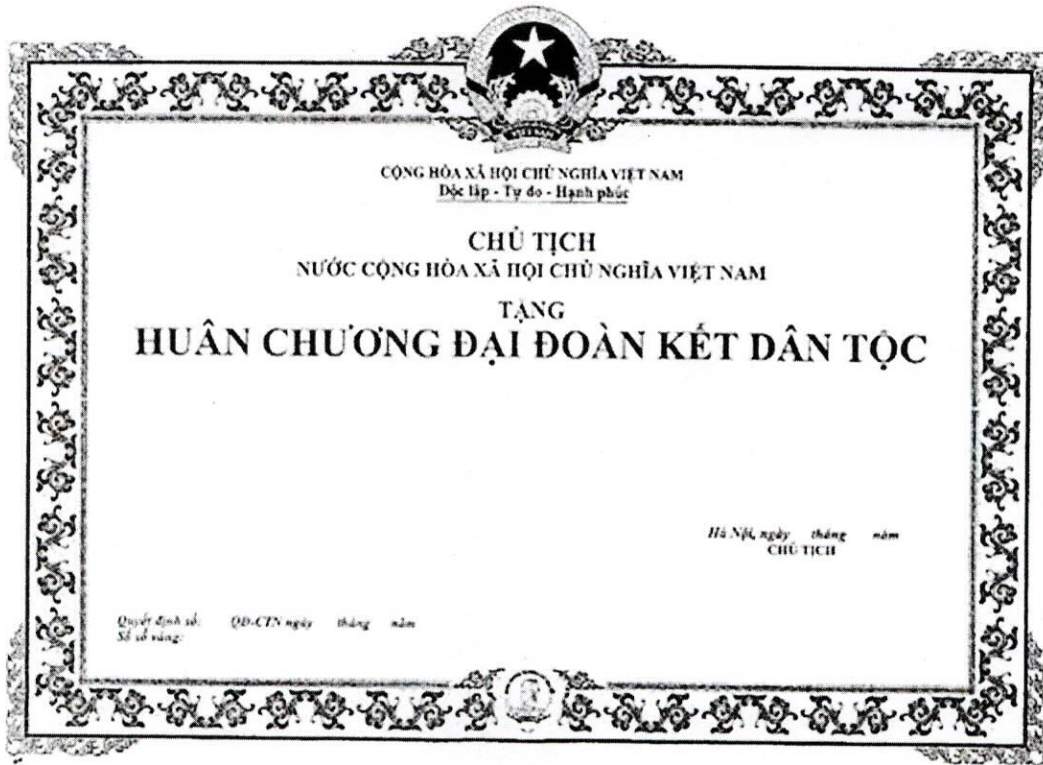 VIỆT NAM
CỘNG HÒA XÃ HỘI CHỦ NGHĨA VIỆT NAM
Độc lập - Tự do - Hạnh phúc
CHỦ TỊCH
NƯỚC CỘNG HÒA XÃ HỘI CHỦ NGHĨA VIỆT NAM
TẶNG
HUÂN CHƯƠNG ĐẠI ĐOÀN KẾT DÂN TỘC
Hà Nội, ngày tháng năm
CHỦ TỊCH
Quyết định số: QĐ-CTN ngày tháng năm
Số sổ vàng: